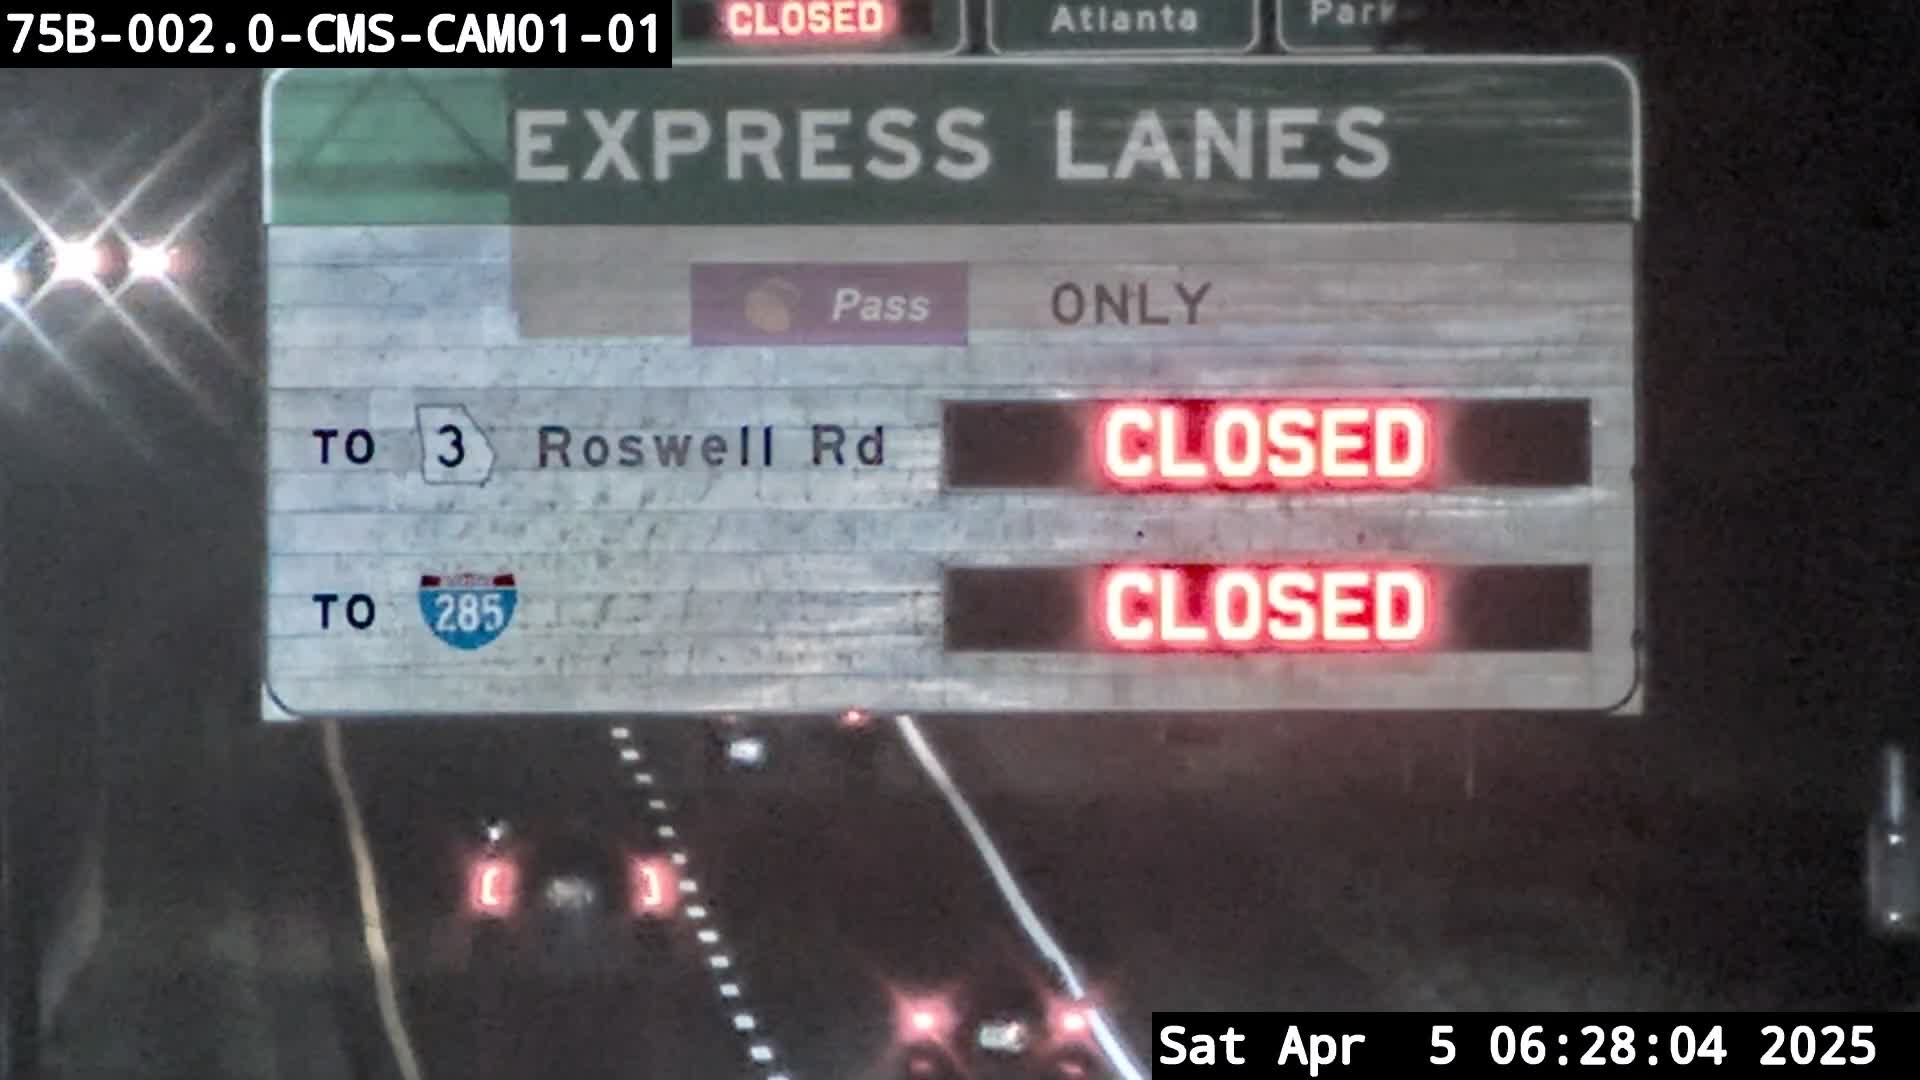 75B-002.0-CMS-CAM01-01
CLOSED
Atlanta
Park
EXPRESS LANES
Pass ONLY
TO 3 Roswell Rd CLOSED
TO 285 CLOSED
Sat Apr 5 06:28:04 2025